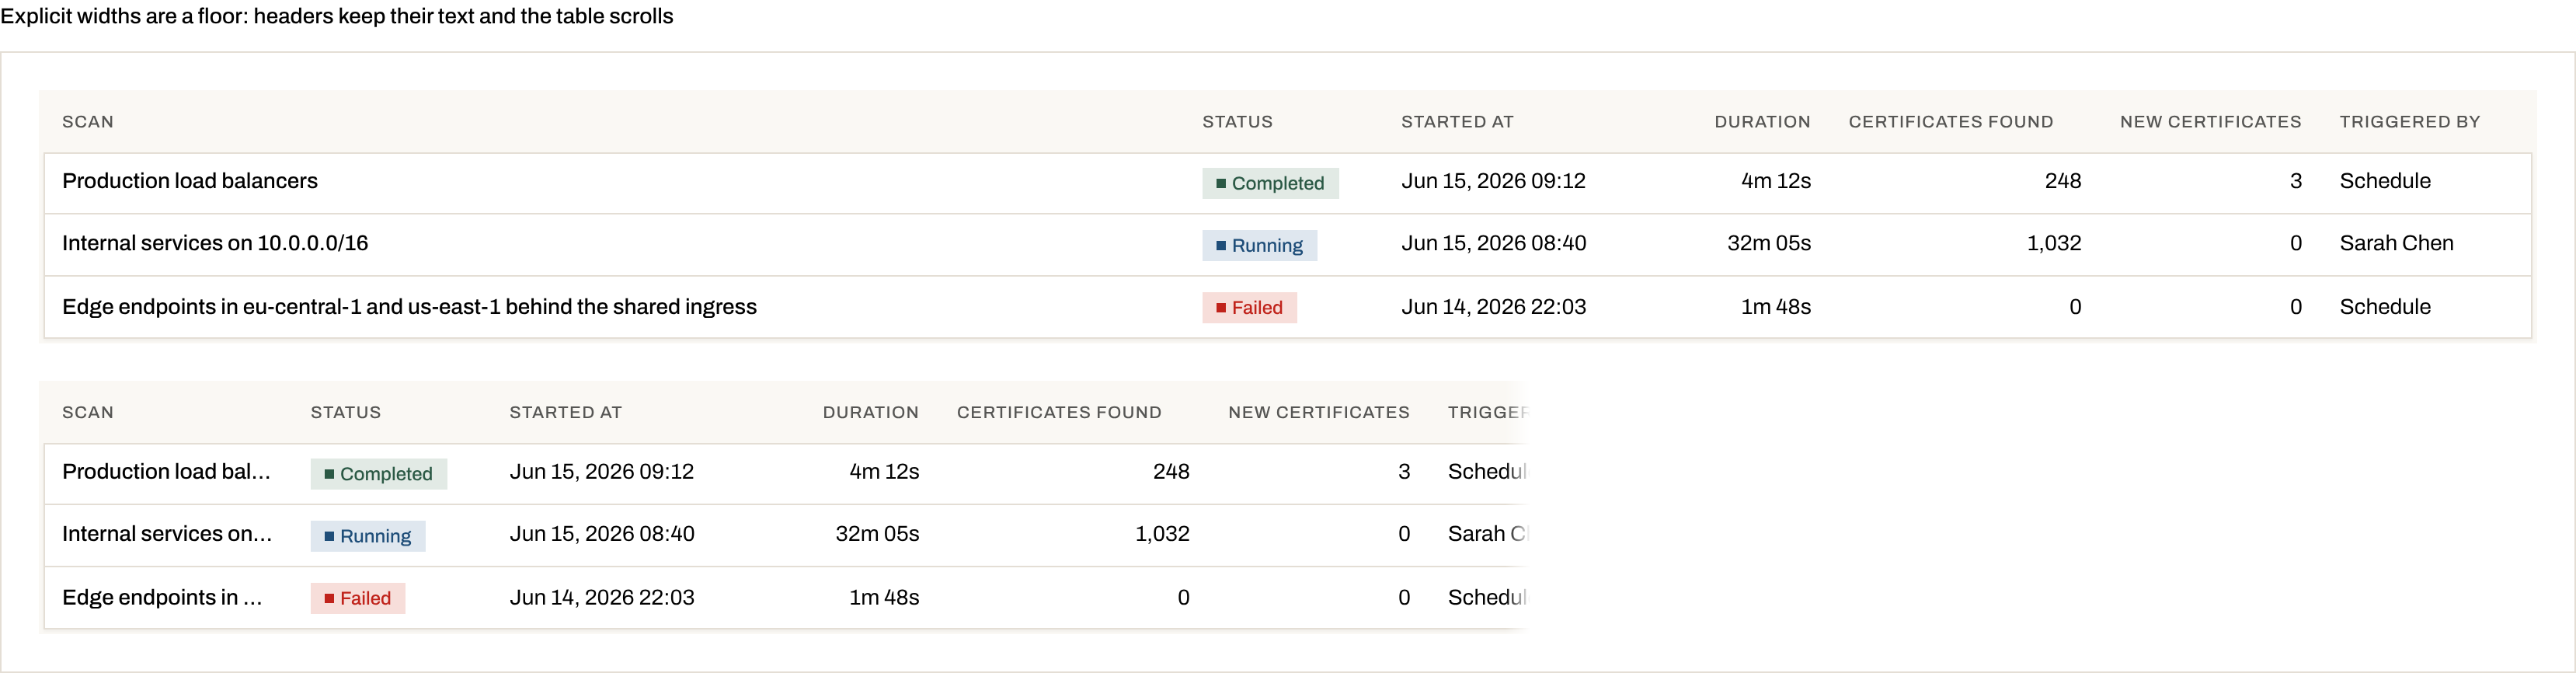 Explicit widths are a floor: headers keep their text and the table scrolls
SCAN STATUS STARTED AT DURATION CERTIFICATES FOUND NEW CERTIFICATES TRIGGERED BY
Production load balancers Completed Jun 15, 2026 09:12 4m 12s 248 3 Schedule
Internal services on 10.0.0.0/16 Running Jun 15, 2026 08:40 32m 05s 1,032 0 Sarah Chen
Edge endpoints in eu-central-1 and us-east-1 behind the shared ingress Failed Jun 14, 2026 22:03 1m 48s 0 0 Schedule
SCAN STATUS STARTED AT DURATION CERTIFICATES FOUND NEW CERTIFICATES TRIGGER
Production load bal... Completed Jun 15, 2026 09:12 4m 12s 248 3 Schedul
Internal services on... Running Jun 15, 2026 08:40 32m 05s 1,032 0 Sarah C
Edge endpoints in ... Failed Jun 14, 2026 22:03 1m 48s 0 0 Schedul